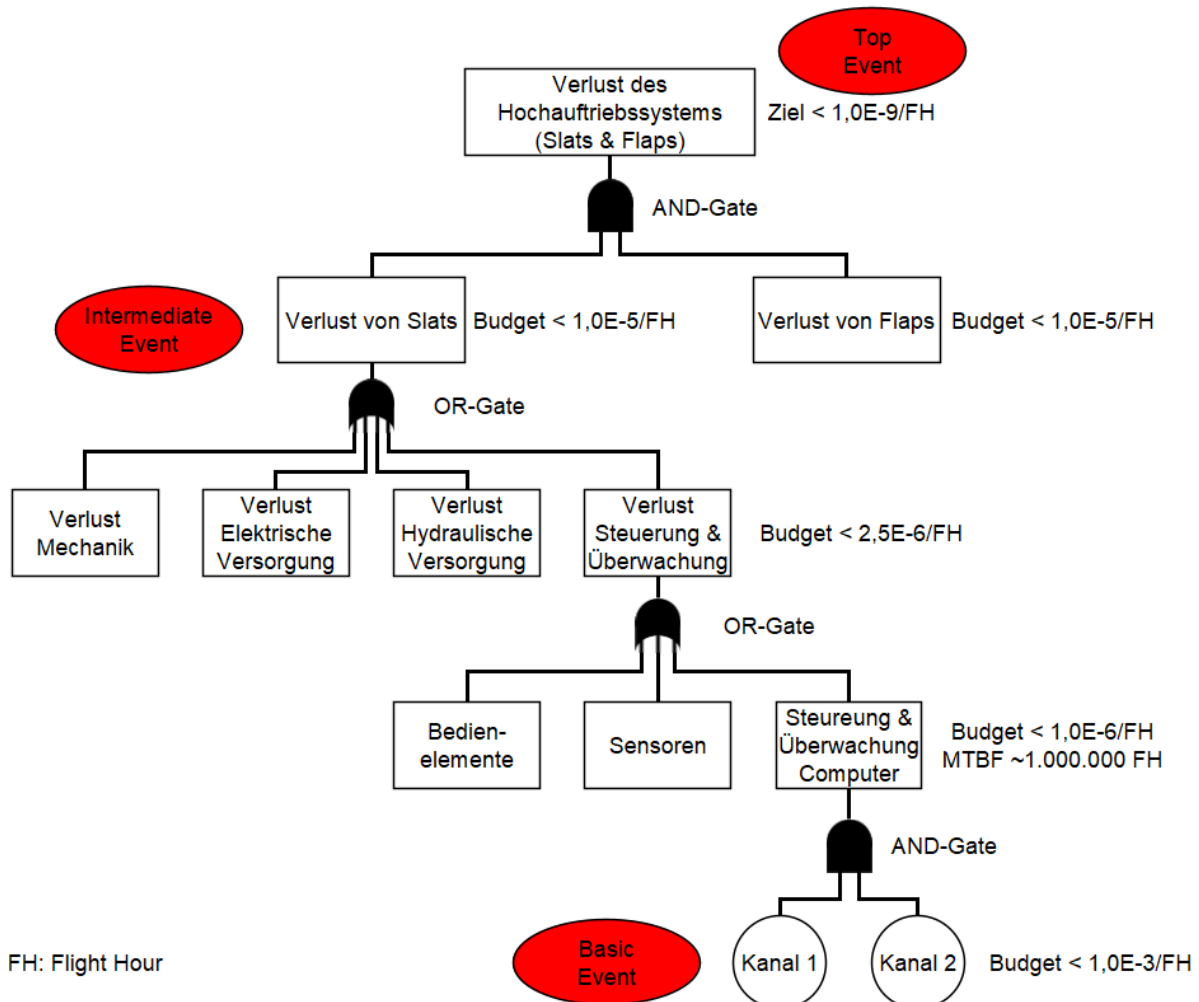 Top
Event
Verlust des
Hochauftriebssystems
(Slats & Flaps)
Ziel < 1,0E-9/FH
AND-Gate
Intermediate
Event
Verlust von Slats
Budget < 1,0E-5/FH
Verlust von Flaps
Budget < 1,0E-5/FH
OR-Gate
Verlust
Mechanik
Verlust
Elektrische
Versorgung
Verlust
Hydraulische
Versorgung
Verlust
Steuerung &
Überwachung
Budget < 2,5E-6/FH
OR-Gate
Bedien-
elemente
Sensoren
Steureung &
Überwachung
Computer
Budget < 1,0E-6/FH
MTBF ~1.000.000 FH
AND-Gate
FH: Flight Hour
Basic
Event
Kanal 1
Kanal 2
Budget < 1,0E-3/FH